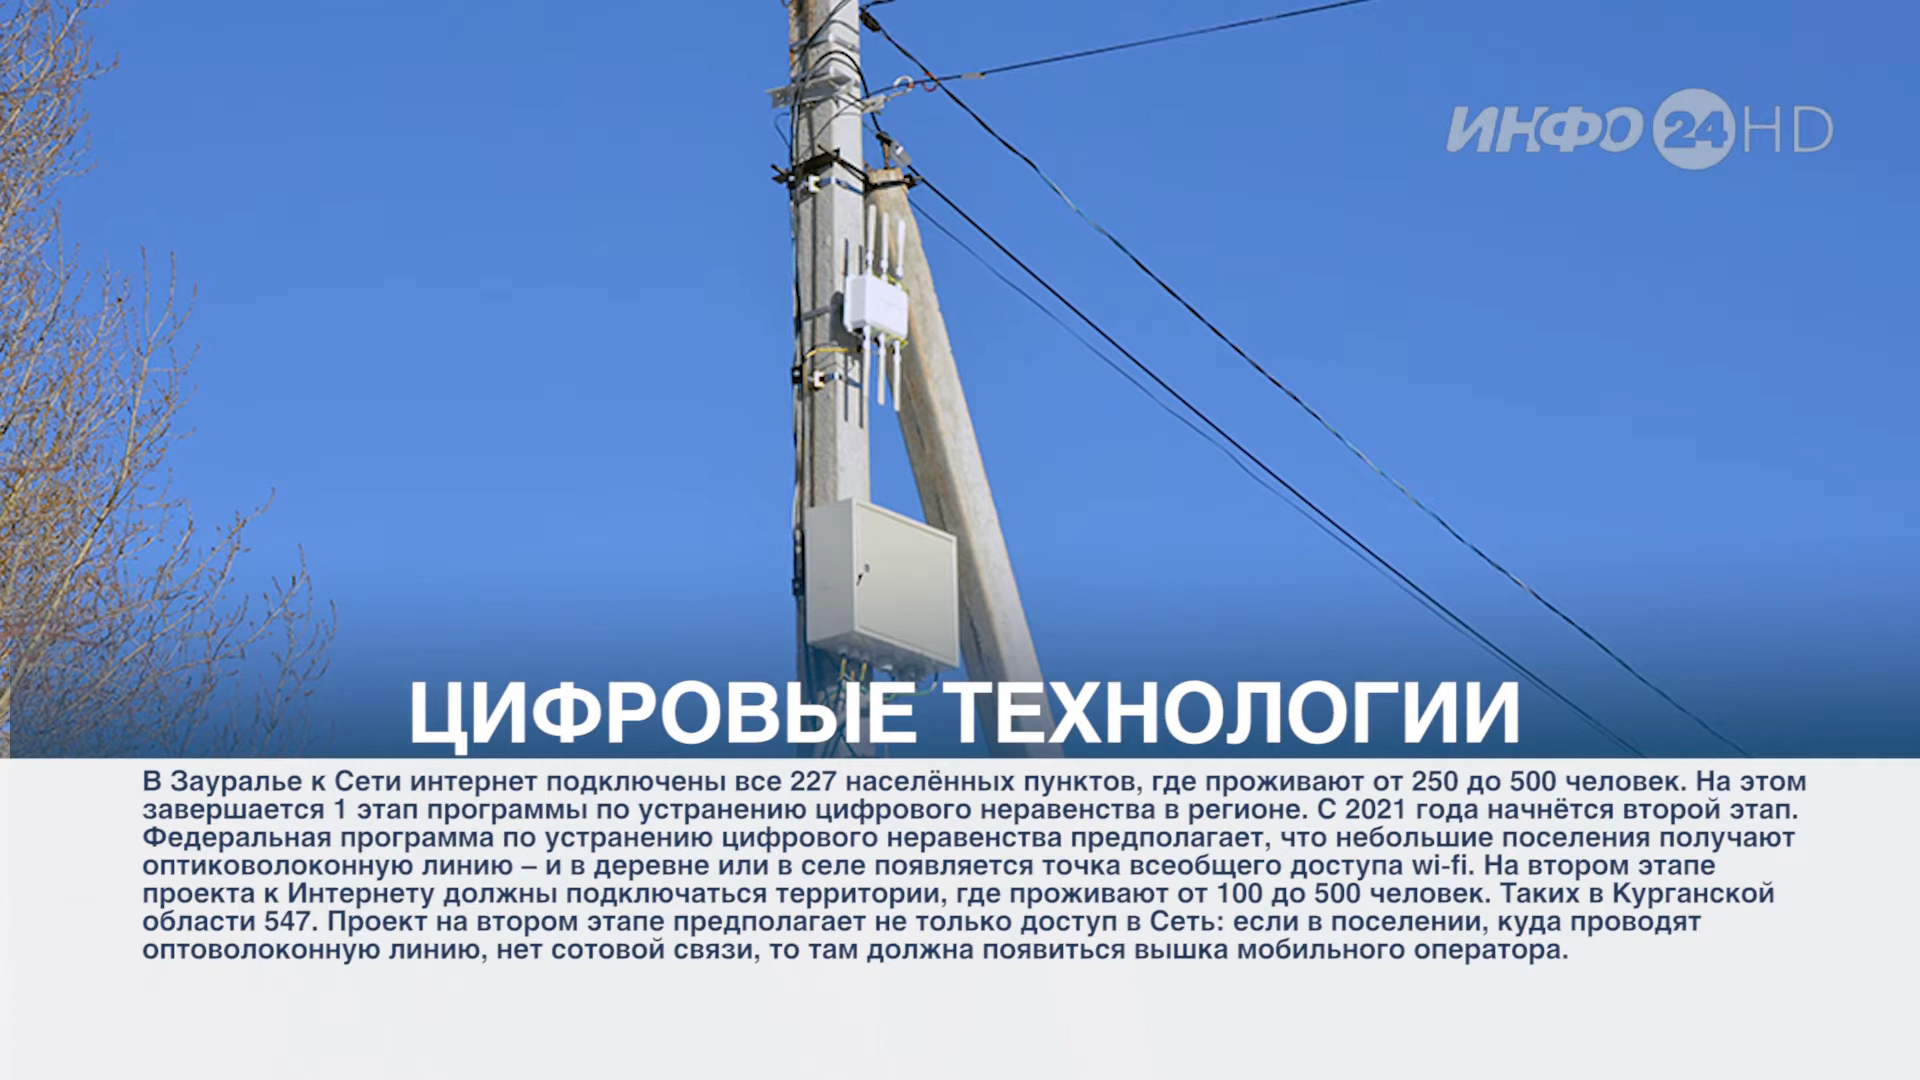 ИНФО 24 HD
ЦИФРОВЫЕ ТЕХНОЛОГИИ
В Зауралье к Сети интернет подключены все 227 населённых пунктов, где проживают от 250 до 500 человек. На этом
завершается 1 этап программы по устранению цифрового неравенства в регионе. С 2021 года начнётся второй этап.
Федеральная программа по устранению цифрового неравенства предполагает, что небольшие поселения получают
оптиковолоконную линию – и в деревне или в селе появляется точка всеобщего доступа wi-fi. На втором этапе
проекта к Интернету должны подключаться территории, где проживают от 100 до 500 человек. Таких в Курганской
области 547. Проект на втором этапе предполагает не только доступ в Сеть: если в поселении, куда проводят
оптоволоконную линию, нет сотовой связи, то там должна появиться вышка мобильного оператора.